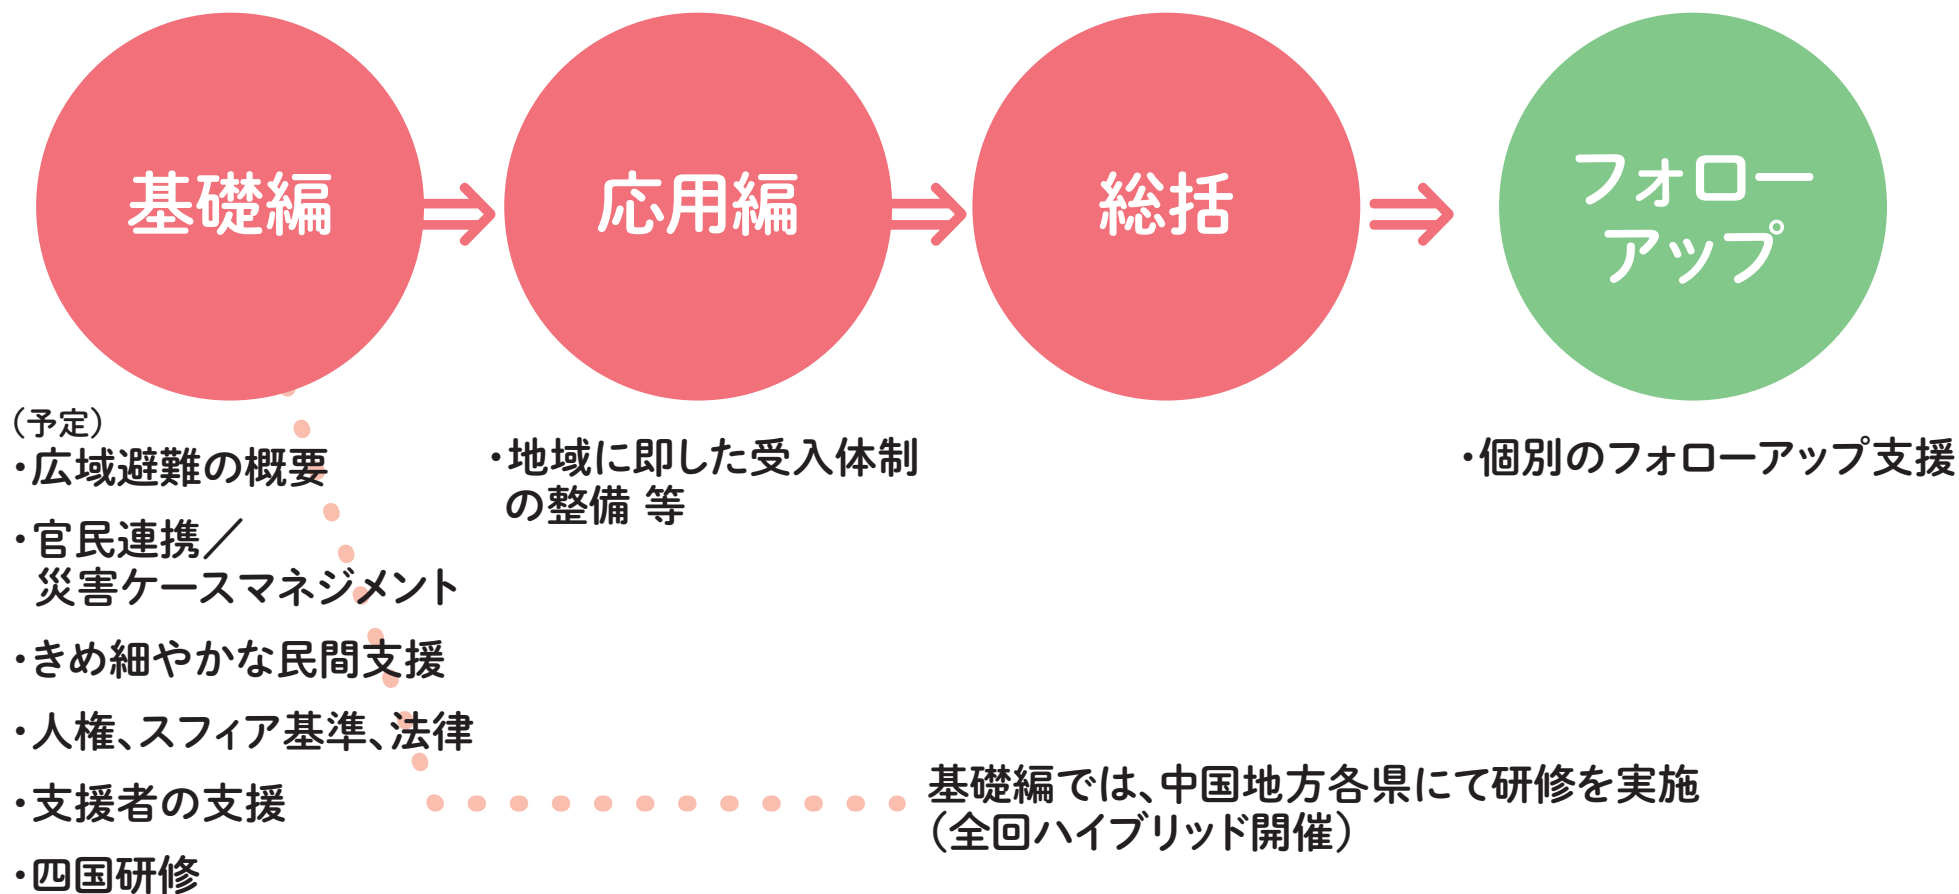 基礎編
応用編
総括
フォロー
アップ
（予定）
・広域避難の概要
・官民連携／
災害ケースマネジメント
・きめ細やかな民間支援
・人権、スフィア基準、法律
・支援者の支援
・四国研修
・地域に即した受入体制
の整備 等
・個別のフォローアップ支援
基礎編では、中国地方各県にて研修を実施
（全回ハイブリッド開催）